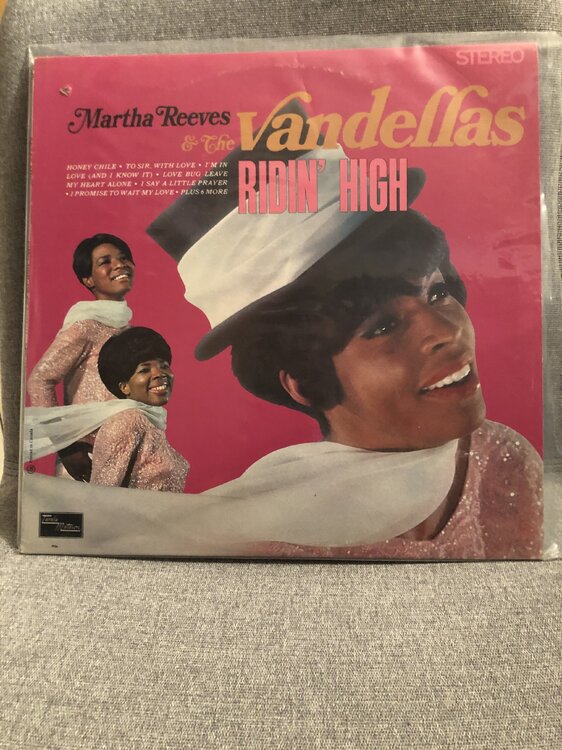 STEREO
Martha Reeves
& The Vandellas
RIDIN' HIGH
HONEY CHILE • TO SIR, WITH LOVE • I'M IN
LOVE (AND I KNOW IT) • LOVE BUG LEAVE
MY HEART ALONE • I SAY A LITTLE PRAYER
• I PROMISE TO WAIT MY LOVE • PLUS 6 MORE
Tamla
Motown